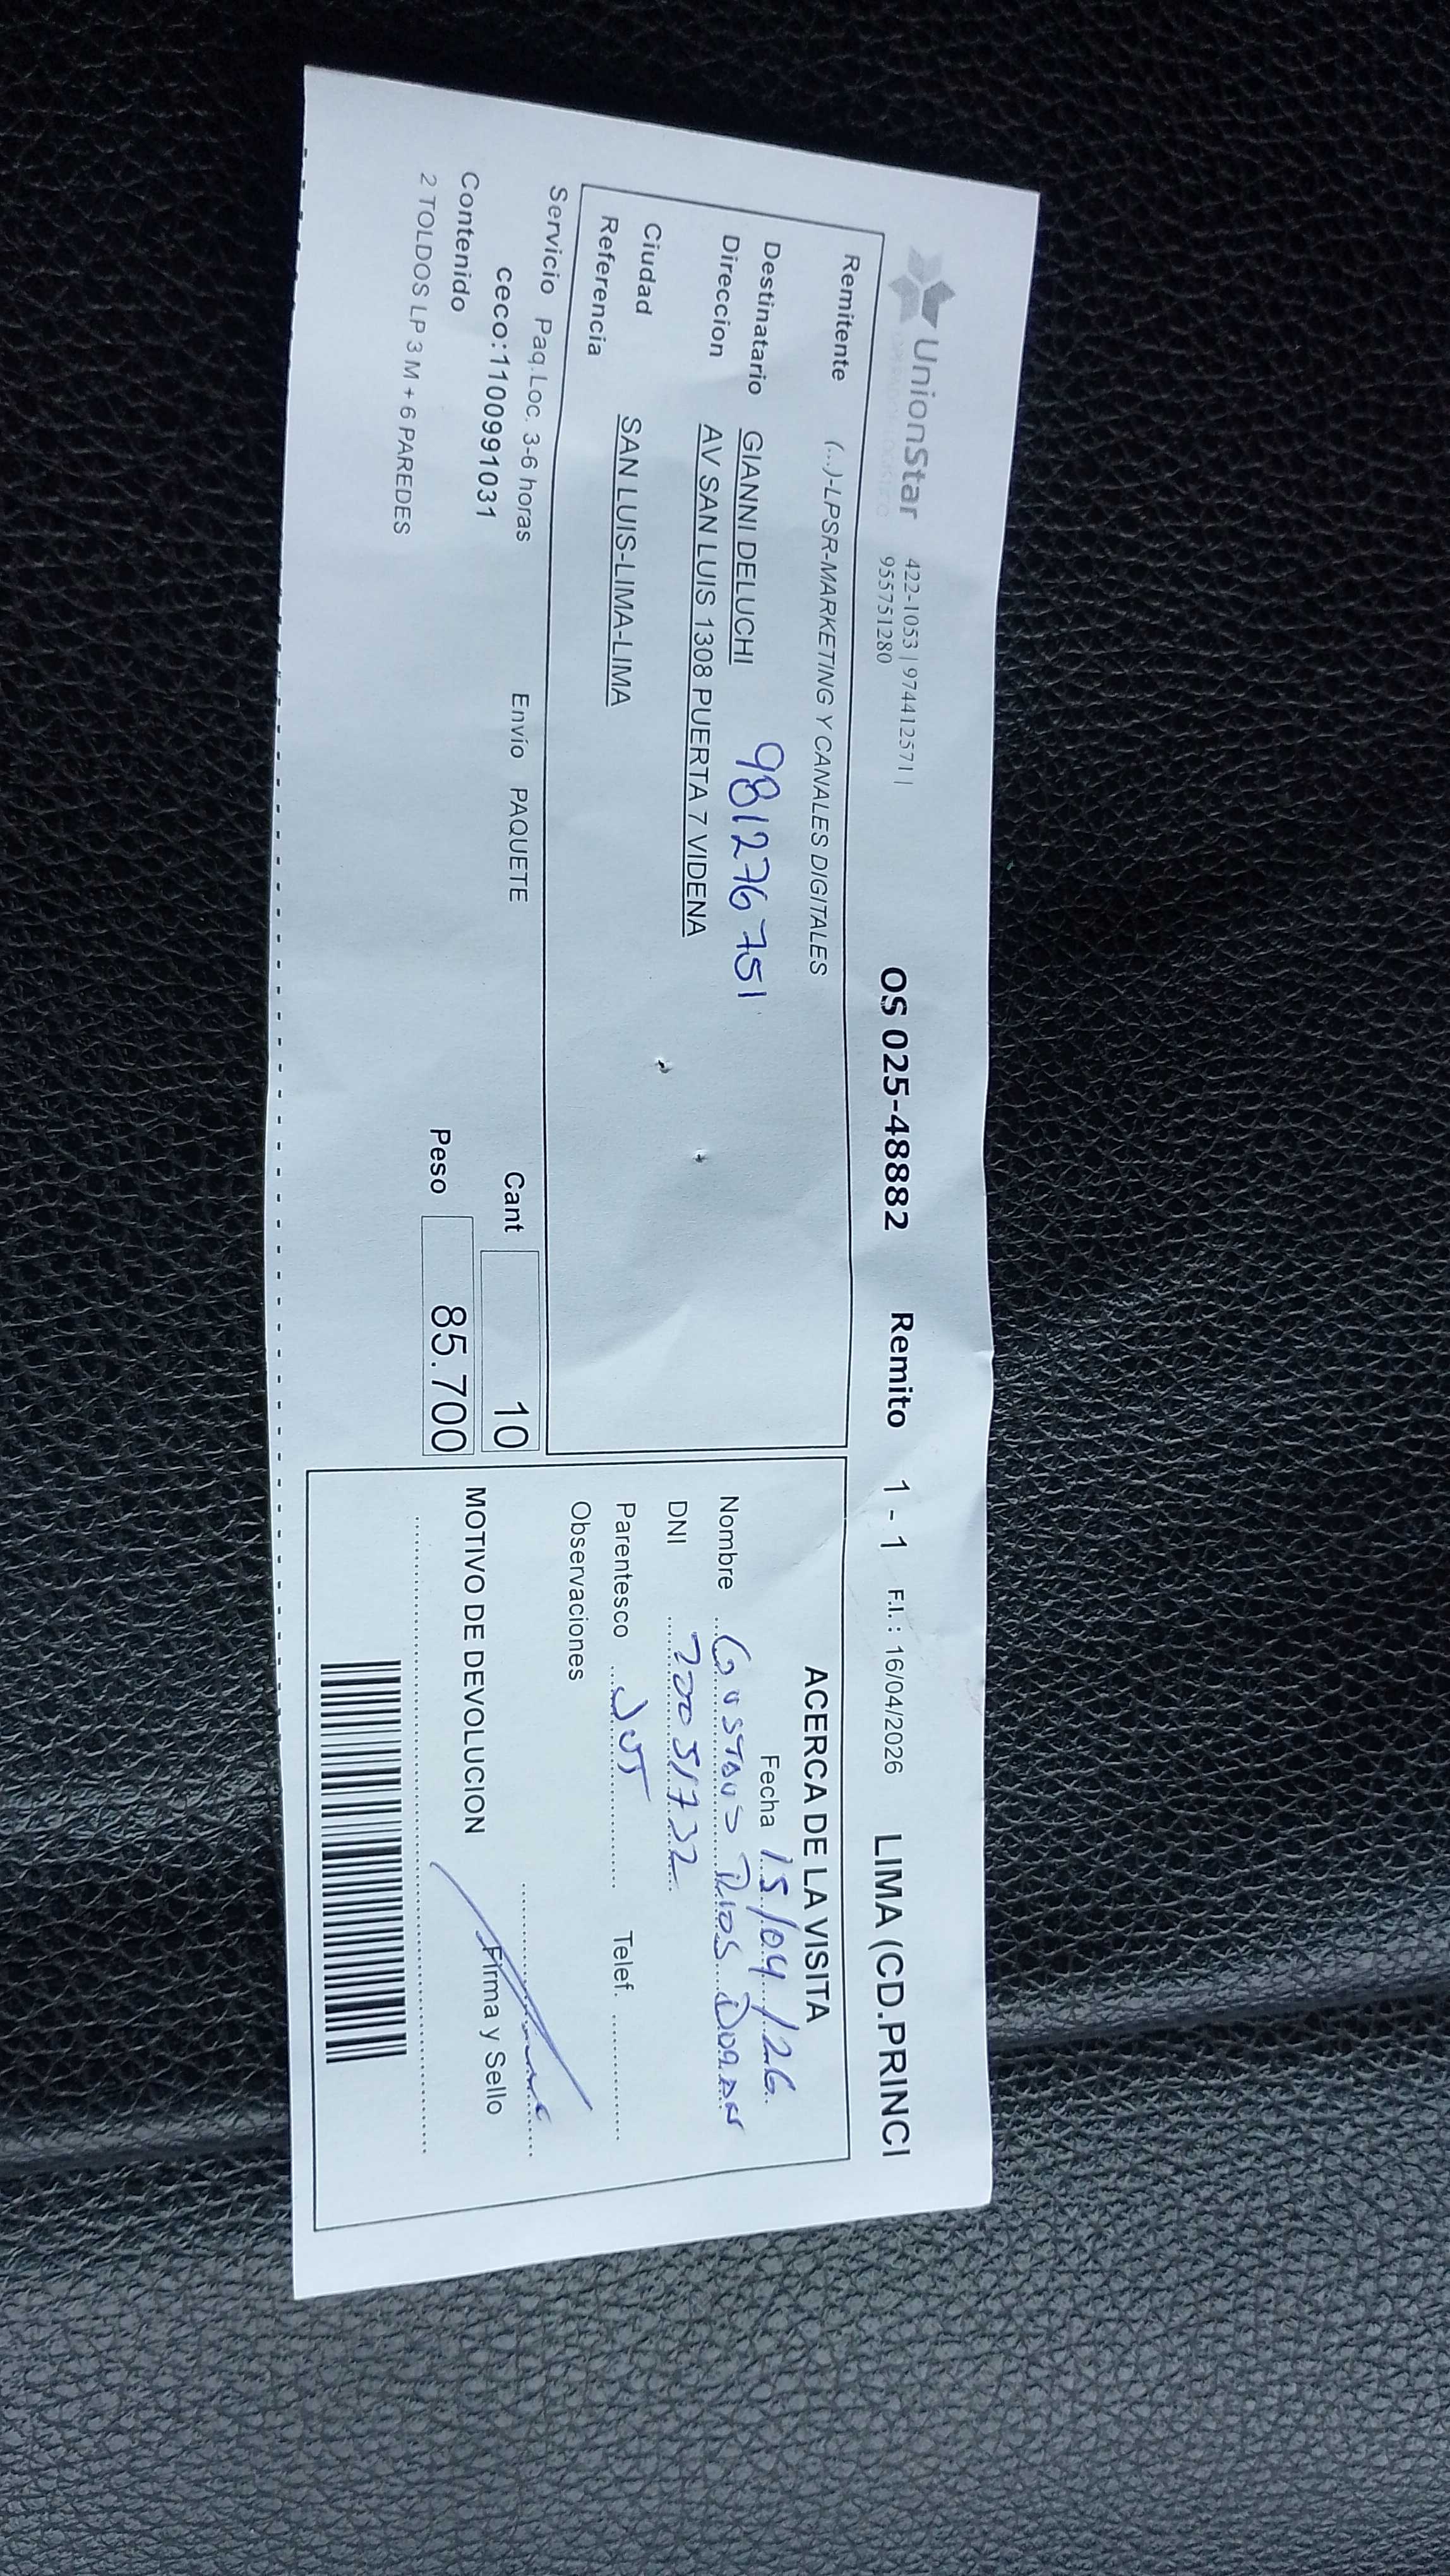 UnionStar 422-1053 | 974412571 | OS 025-48882 Remito 1 - 1 F.I. : 16/04/2026 LIMA (CD.PRINCI
955751280
Remitente (...)-LPSR-MARKETING Y CANALES DIGITALES
Destinatario GIANNI DELUCHI 981276751
Direccion AV SAN LUIS 1308 PUERTA 7 VIDENA
Ciudad SAN LUIS-LIMA-LIMA
Referencia
Servicio Paq.Loc. 3-6 horas Envío PAQUETE Cant 10
ceco:1100991031
Contenido Peso 85.700
2 TOLDOS LP 3 M + 6 PAREDES
ACERCA DE LA VISITA
Fecha 15/04/26
Nombre Gustavo Rios
DNI 70051732
Parentesco Telef.
Observaciones
Firma y Sello
MOTIVO DE DEVOLUCION